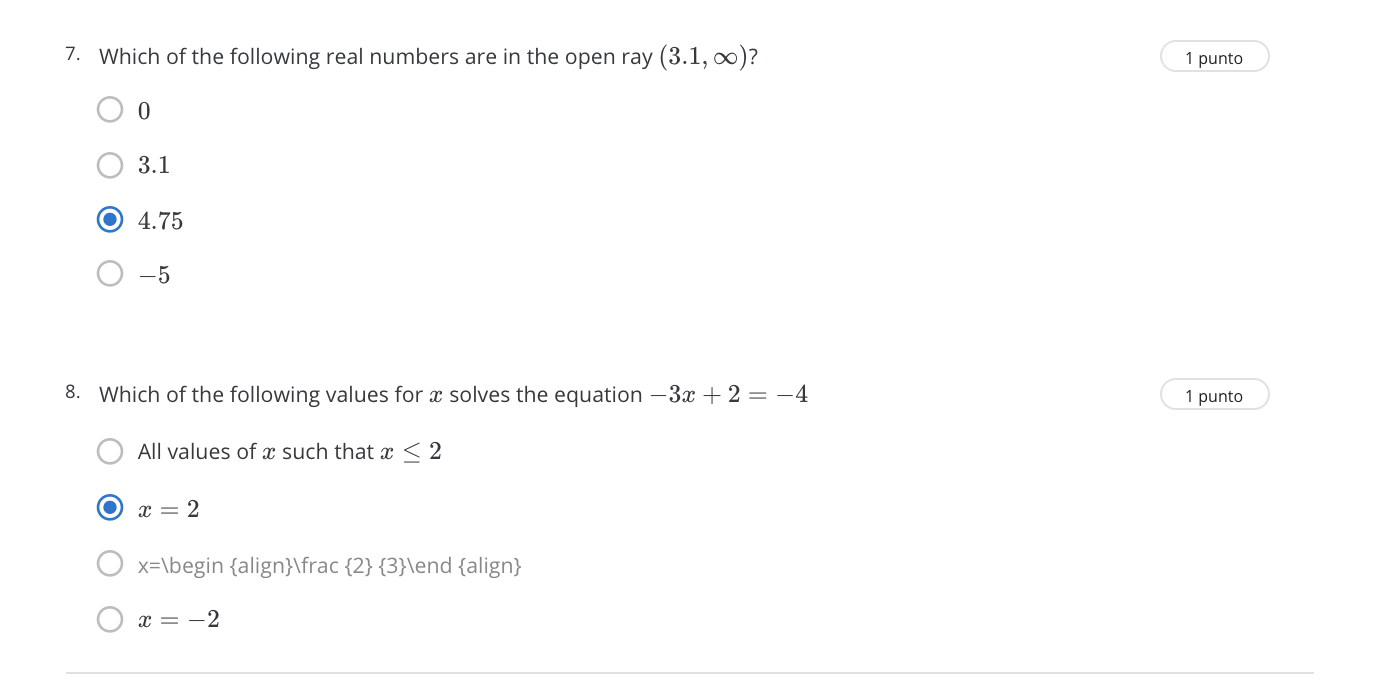 7. Which of the following real numbers are in the open ray (3.1, ∞)?
1 punto
0
3.1
4.75
−5
8. Which of the following values for x solves the equation −3x + 2 = −4
1 punto
All values of x such that x ≤ 2
x = 2
x=\begin {align}\frac {2} {3}\end {align}
x = −2